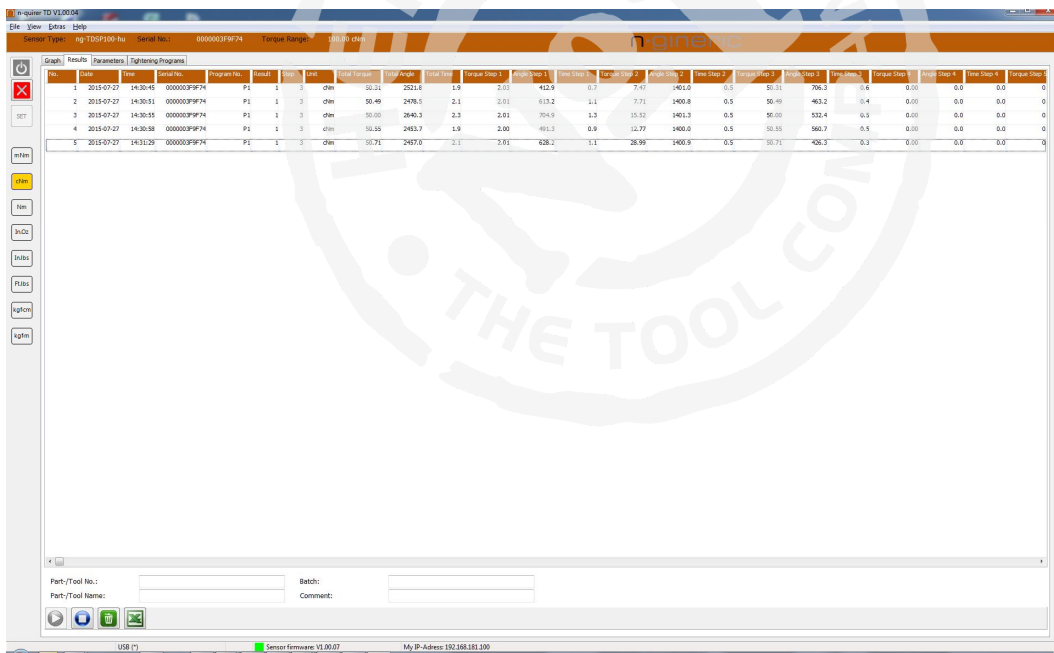 n-quirer TD V1.00.04
File View Extras Help
Sensor Type: ng-TDSP100-hu Serial No.: 0000003F9F74 Torque Range: 100.00 cNm n-gineric
Graph Results Parameters Tightening Programs
No. Date Time Serial No. Program No. Result Step Unit Total Torque Total Angle Total Time Torque Step 1 Angle Step 1 Time Step 1 Torque Step 2 Angle Step 2 Time Step 2 Torque Step 3 Angle Step 3 Time Step 3 Torque Step 4 Angle Step 4 Time Step 4 Torque Step 5
1 2015-07-27 14:30:45 0000003F9F74 P1 1 3 cNm 50.31 2521.8 1.9 2.03 412.9 0.7 7.47 1401.0 0.5 50.31 706.3 0.6 0.00 0.0 0.0 0
2 2015-07-27 14:30:51 0000003F9F74 P1 1 3 cNm 50.49 2478.5 2.1 2.01 613.2 1.1 7.71 1400.8 0.5 50.49 463.2 0.4 0.00 0.0 0.0 0
3 2015-07-27 14:30:55 0000003F9F74 P1 1 3 cNm 50.00 2640.3 2.3 2.01 704.9 1.3 15.52 1401.3 0.5 50.00 532.4 0.5 0.00 0.0 0.0 0
4 2015-07-27 14:30:58 0000003F9F74 P1 1 3 cNm 50.55 2453.7 1.9 2.00 491.3 0.9 12.77 1400.0 0.5 50.55 560.7 0.5 0.00 0.0 0.0 0
5 2015-07-27 14:31:29 0000003F9F74 P1 1 3 cNm 50.71 2457.0 2.1 2.01 628.2 1.1 28.99 1400.9 0.5 50.71 426.3 0.3 0.00 0.0 0.0 0
SET
mNm
cNm
Nm
In.Oz
In.lbs
Ft.lbs
kgfcm
kgfm
THE TOOL
Part-/Tool No.: Batch:
Part-/Tool Name: Comment:
USB (*) Sensor firmware: V1.00.07 My IP-Adress: 192.168.181.100